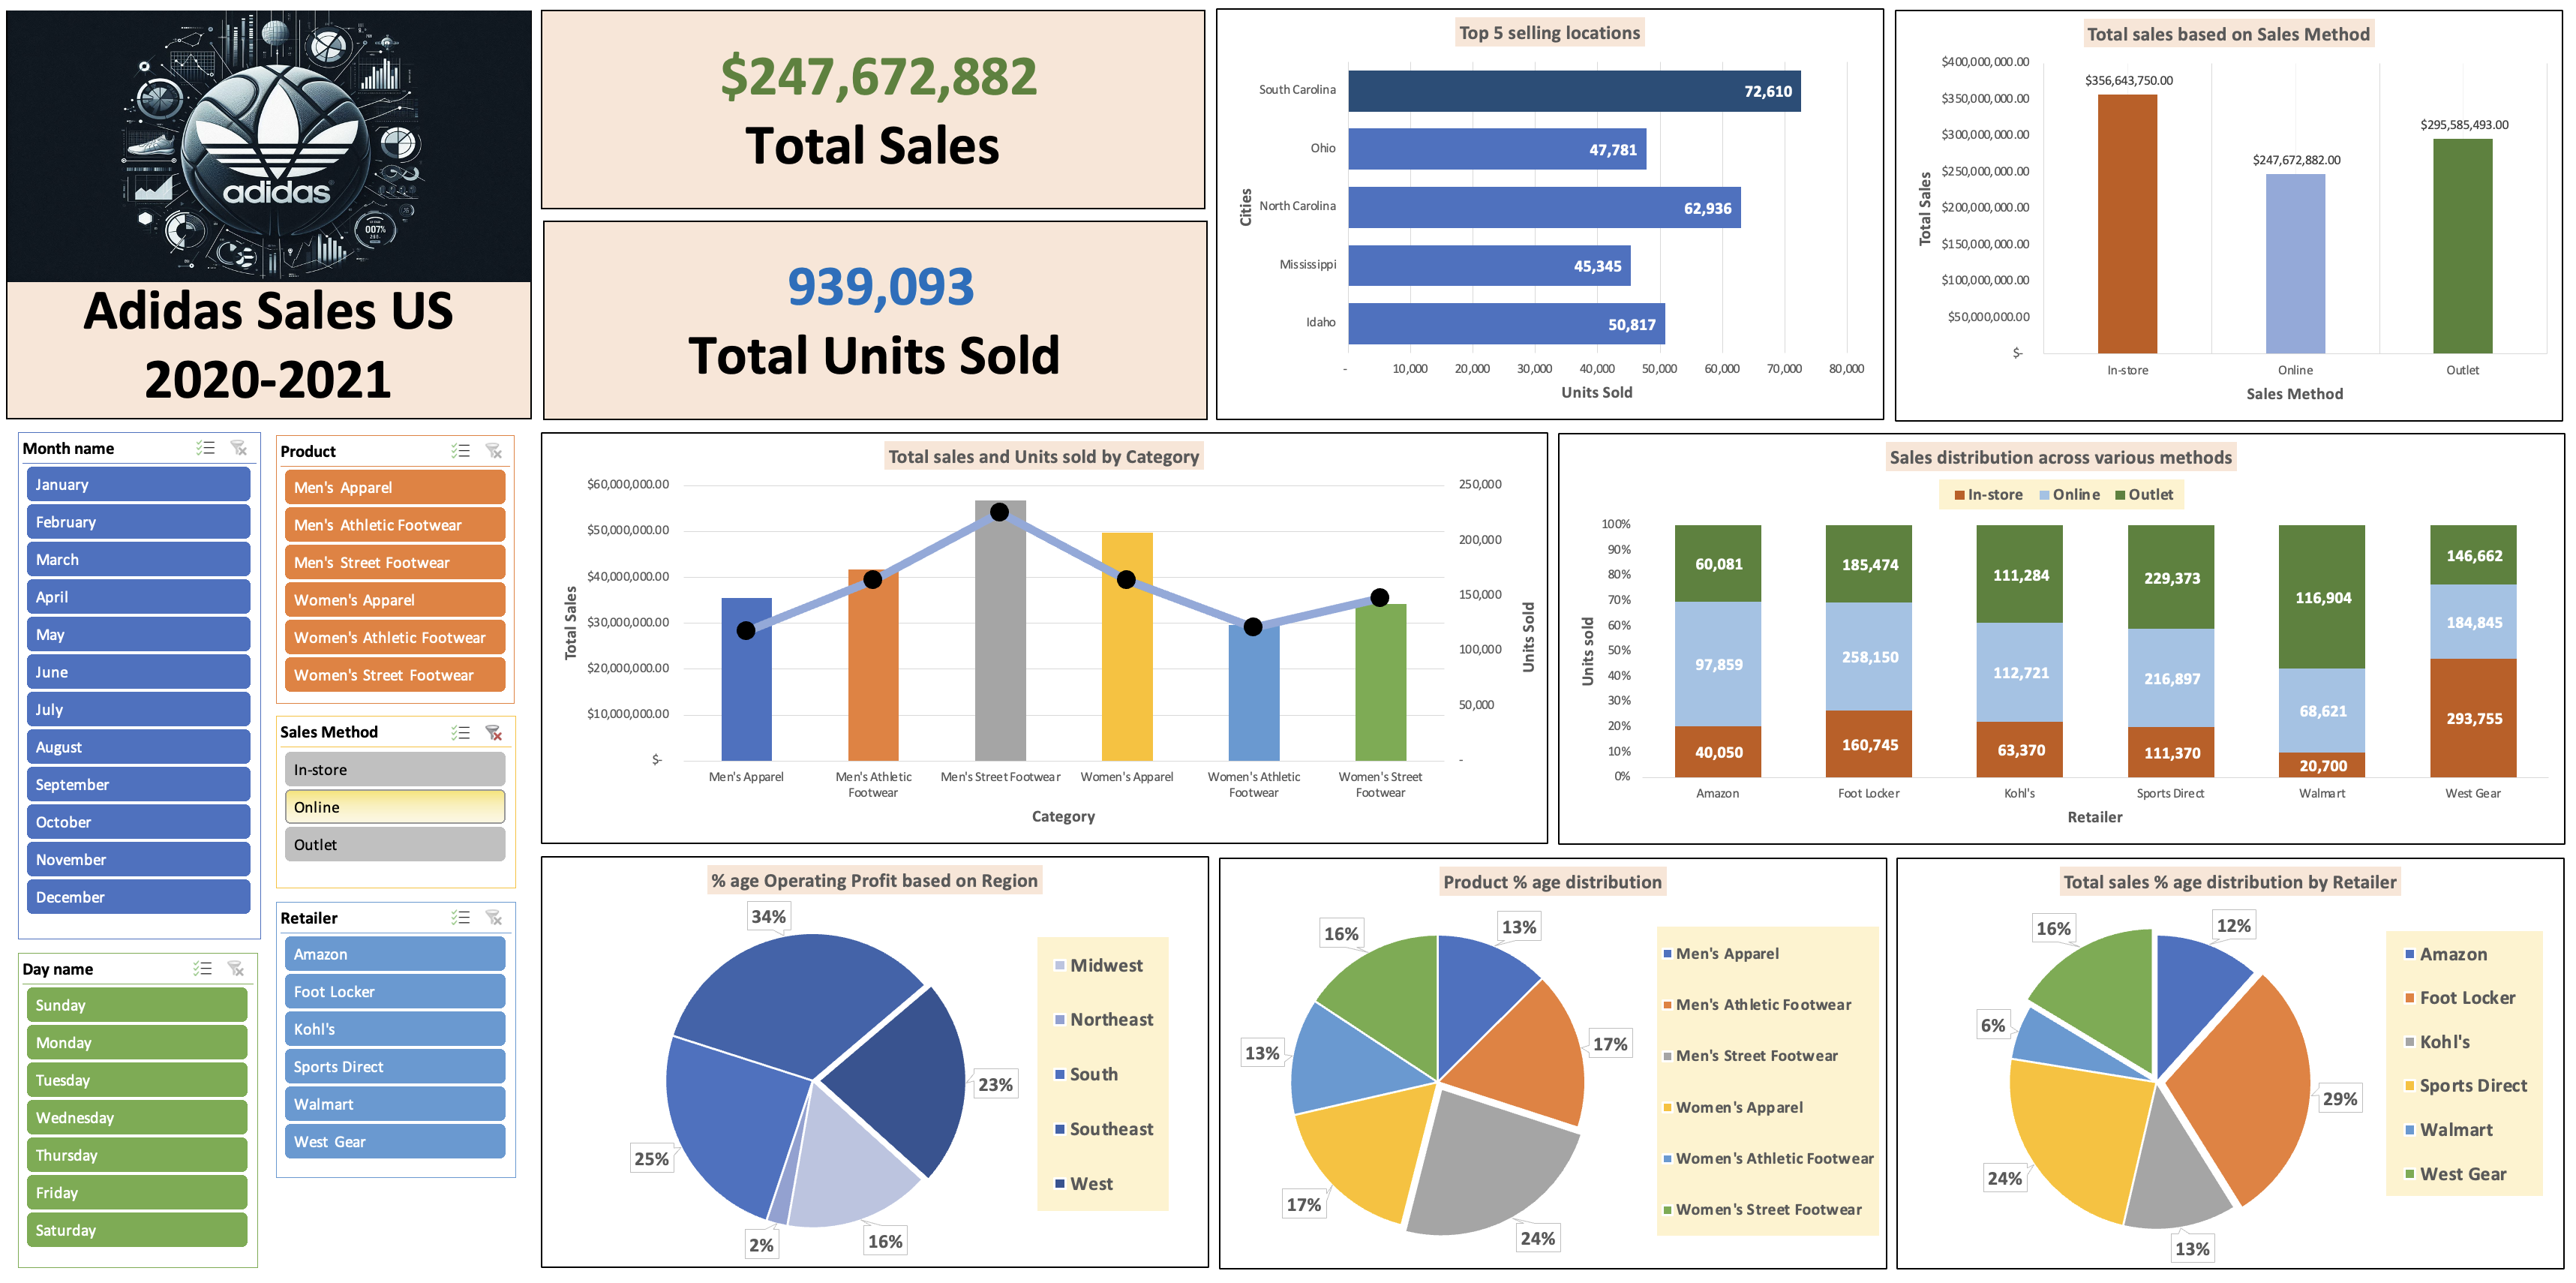 adidas
007%
Adidas Sales US
2020-2021
$247,672,882
Total Sales
939,093
Total Units Sold
Top 5 selling locations
Cities
South Carolina
72,610
Ohio
47,781
North Carolina
62,936
Mississippi
45,345
Idaho
50,817
- 10,000 20,000 30,000 40,000 50,000 60,000 70,000 80,000
Units Sold
Total sales based on Sales Method
Total Sales
$400,000,000.00
$350,000,000.00
$300,000,000.00
$250,000,000.00
$200,000,000.00
$150,000,000.00
$100,000,000.00
$50,000,000.00
$-
$356,643,750.00
$247,672,882.00
$295,585,493.00
In-store Online Outlet
Sales Method
Month name
January
February
March
April
May
June
July
August
September
October
November
December
Day name
Sunday
Monday
Tuesday
Wednesday
Thursday
Friday
Saturday
Product
Men's Apparel
Men's Athletic Footwear
Men's Street Footwear
Women's Apparel
Women's Athletic Footwear
Women's Street Footwear
Sales Method
In-store
Online
Outlet
Retailer
Amazon
Foot Locker
Kohl's
Sports Direct
Walmart
West Gear
Total sales and Units sold by Category
Total Sales
$60,000,000.00
$50,000,000.00
$40,000,000.00
$30,000,000.00
$20,000,000.00
$10,000,000.00
$-
250,000
200,000
150,000
100,000
50,000
-
Units Sold
Men's Apparel
Men's Athletic
Footwear
Men's Street Footwear
Women's Apparel
Women's Athletic
Footwear
Women's Street
Footwear
Category
Sales distribution across various methods
In-store Online Outlet
Units sold
100%
90%
80%
70%
60%
50%
40%
30%
20%
10%
0%
60,081
97,859
40,050
185,474
258,150
160,745
111,284
112,721
63,370
229,373
216,897
111,370
116,904
68,621
20,700
146,662
184,845
293,755
Amazon Foot Locker Kohl's Sports Direct Walmart West Gear
Retailer
% age Operating Profit based on Region
34%
23%
25%
2%
16%
Midwest
Northeast
South
Southeast
West
Product % age distribution
16%
13%
17%
13%
17%
24%
Men's Apparel
Men's Athletic Footwear
Men's Street Footwear
Women's Apparel
Women's Athletic Footwear
Women's Street Footwear
Total sales % age distribution by Retailer
16%
12%
6%
29%
24%
13%
Amazon
Foot Locker
Kohl's
Sports Direct
Walmart
West Gear